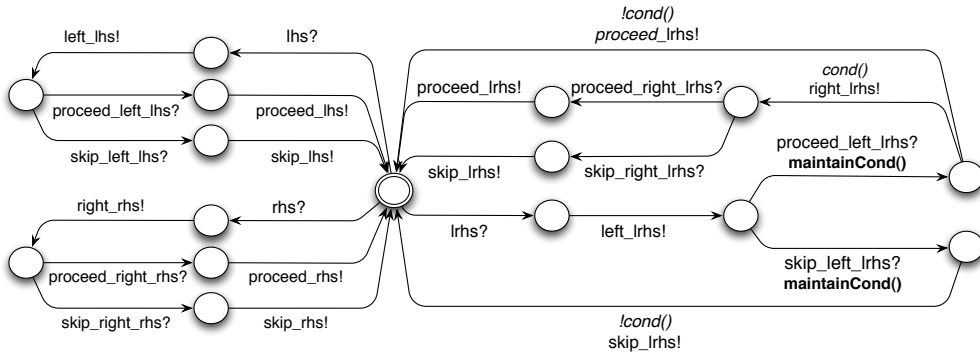 !cond()
proceed_lrhs!
left_lhs!
lhs?
proceed_lrhs!
proceed_right_lrhs?
cond()
right_lrhs!
proceed_left_lhs?
proceed_lhs!
skip_left_lhs?
skip_lhs!
skip_lrhs!
skip_right_lrhs?
proceed_left_lrhs?
maintainCond()
right_rhs!
rhs?
lrhs?
left_lrhs!
proceed_right_rhs?
proceed_rhs!
skip_left_lrhs?
maintainCond()
skip_right_rhs?
skip_rhs!
!cond()
skip_lrhs!